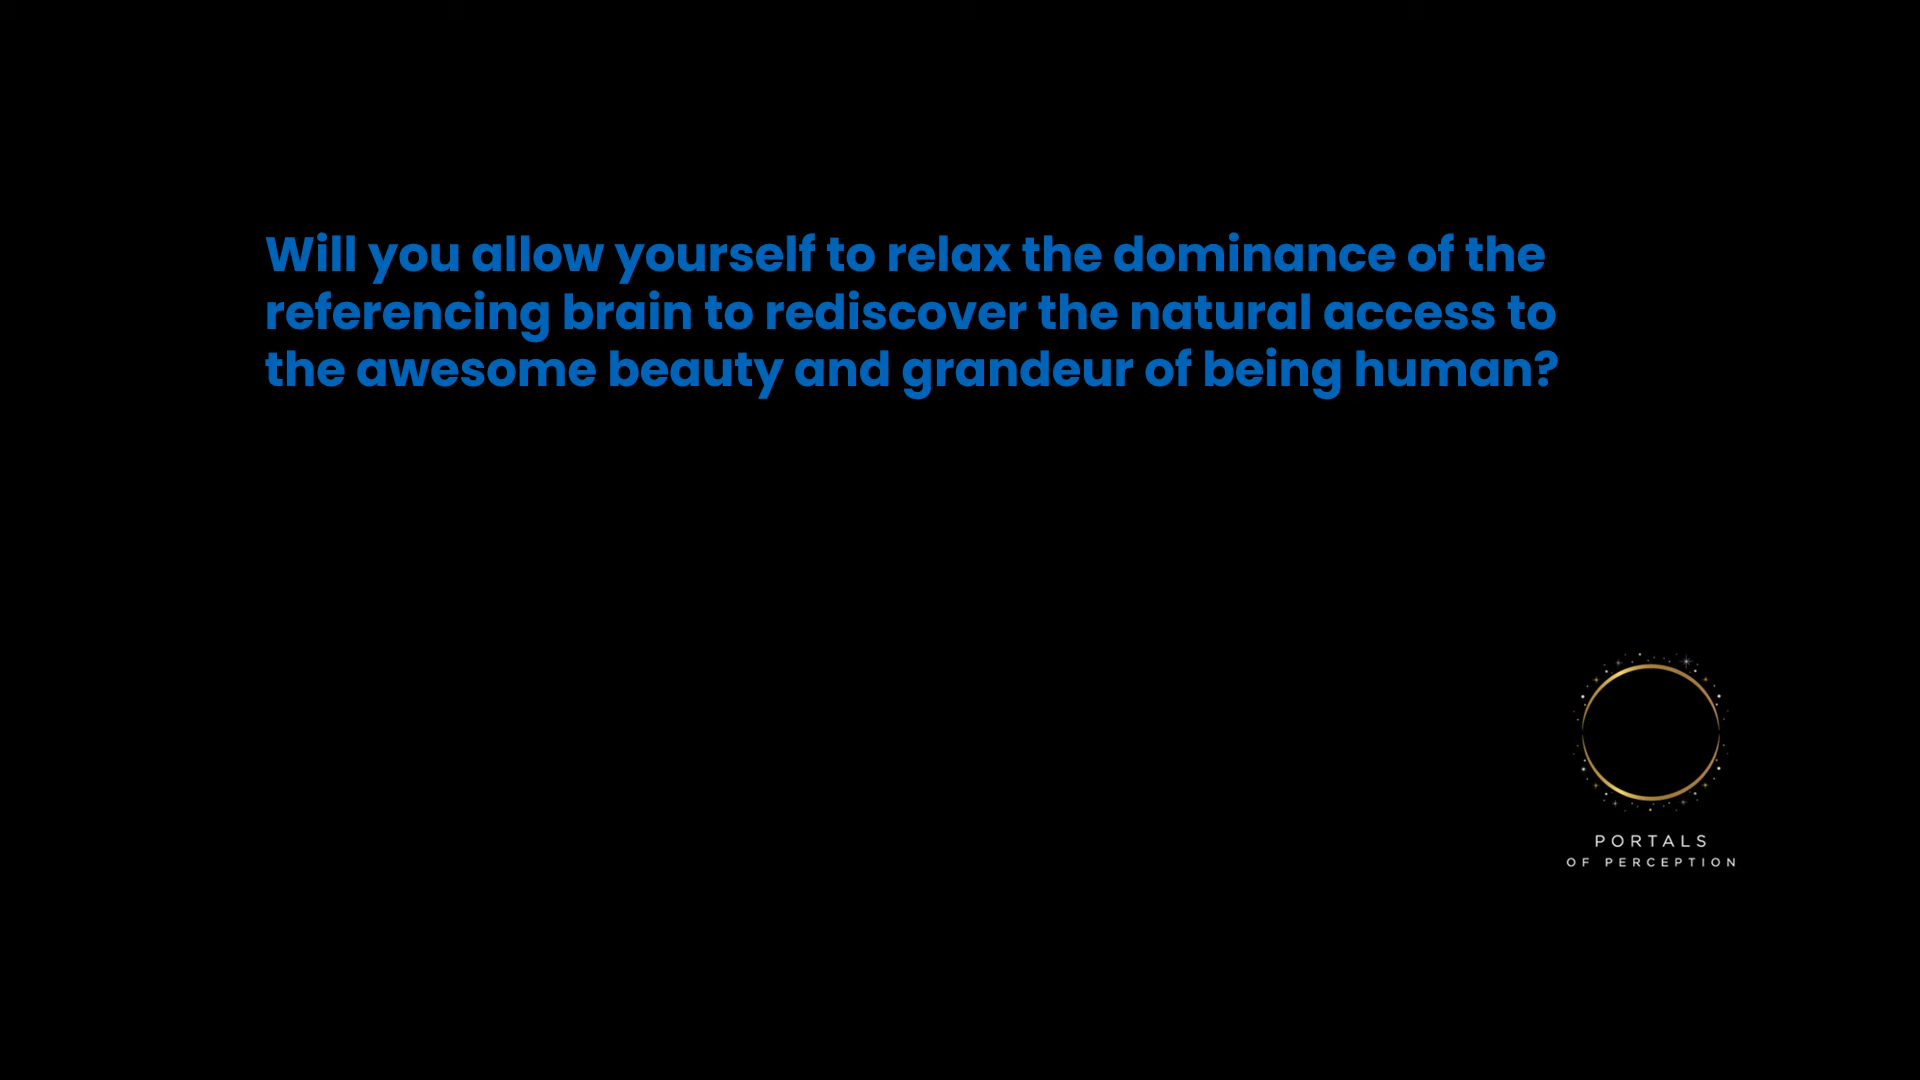 Will you allow yourself to relax the dominance of the
referencing brain to rediscover the natural access to
the awesome beauty and grandeur of being human?
PORTALS
OF PERCEPTION